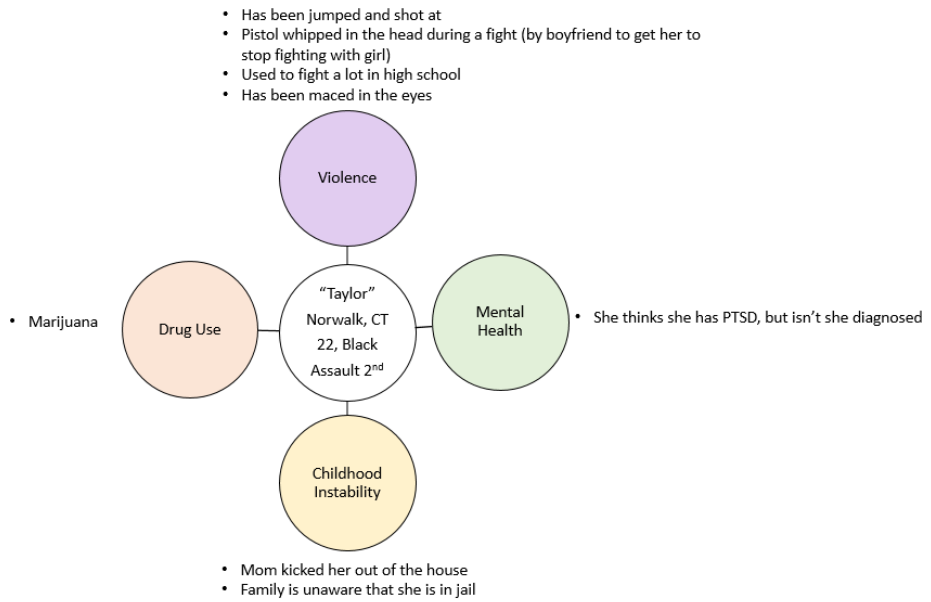 • Has been jumped and shot at
• Pistol whipped in the head during a fight (by boyfriend to get her to
stop fighting with girl)
• Used to fight a lot in high school
• Has been maced in the eyes
Violence
• Marijuana
Drug Use
“Taylor”
Norwalk, CT
22, Black
Assault 2nd
Mental
Health
• She thinks she has PTSD, but isn’t she diagnosed
Childhood
Instability
• Mom kicked her out of the house
• Family is unaware that she is in jail